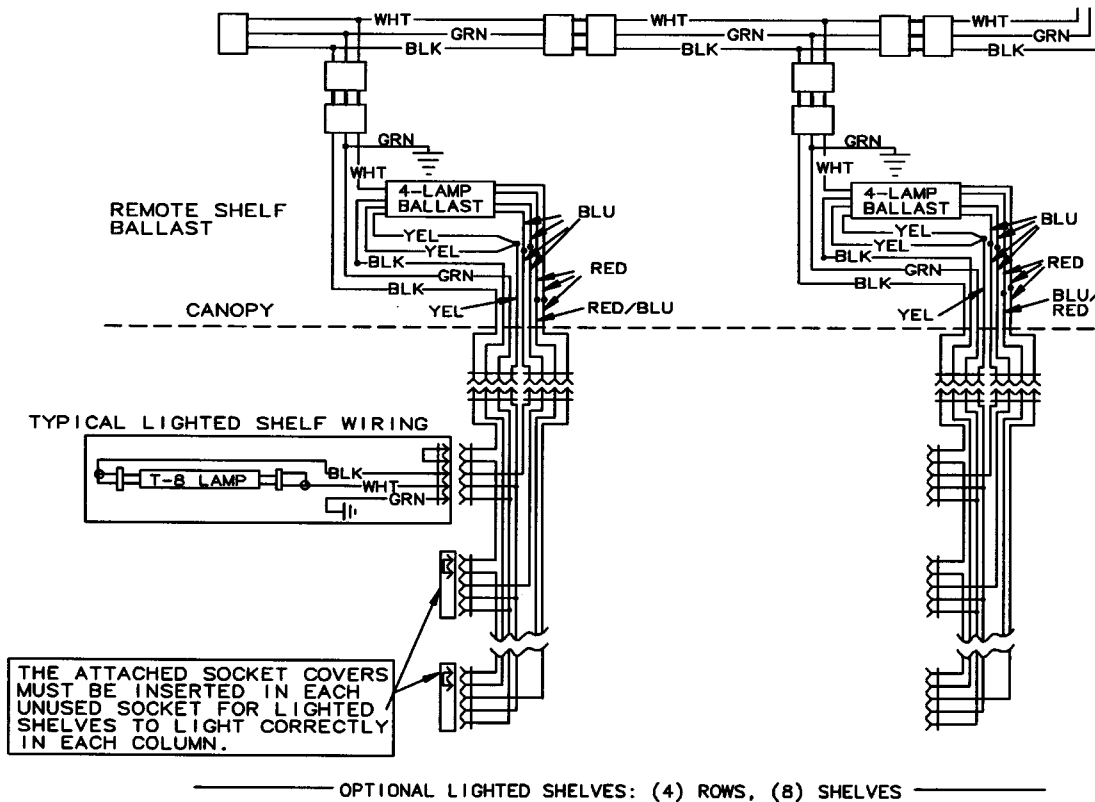 WHT
WHT
GRN
GRN
GRN
BLK
BLK
GRN
GRN
WHT
WHT
4-LAMP
BALLAST
4-LAMP
BALLAST
REMOTE SHELF
BALLAST
BLU
BLU
YEL
YEL
YEL
YEL
BLK
BLK
GRN
GRN
RED
RED
BLK
BLK
CANOPY
YEL
RED/BLU
YEL
BLU/
RED
TYPICAL LIGHTED SHELF WIRING
BLK
T-8 LAMP
WHT
GRN
THE ATTACHED SOCKET COVERS
MUST BE INSERTED IN EACH
UNUSED SOCKET FOR LIGHTED
SHELVES TO LIGHT CORRECTLY
IN EACH COLUMN.
OPTIONAL LIGHTED SHELVES: (4) ROWS, (8) SHELVES